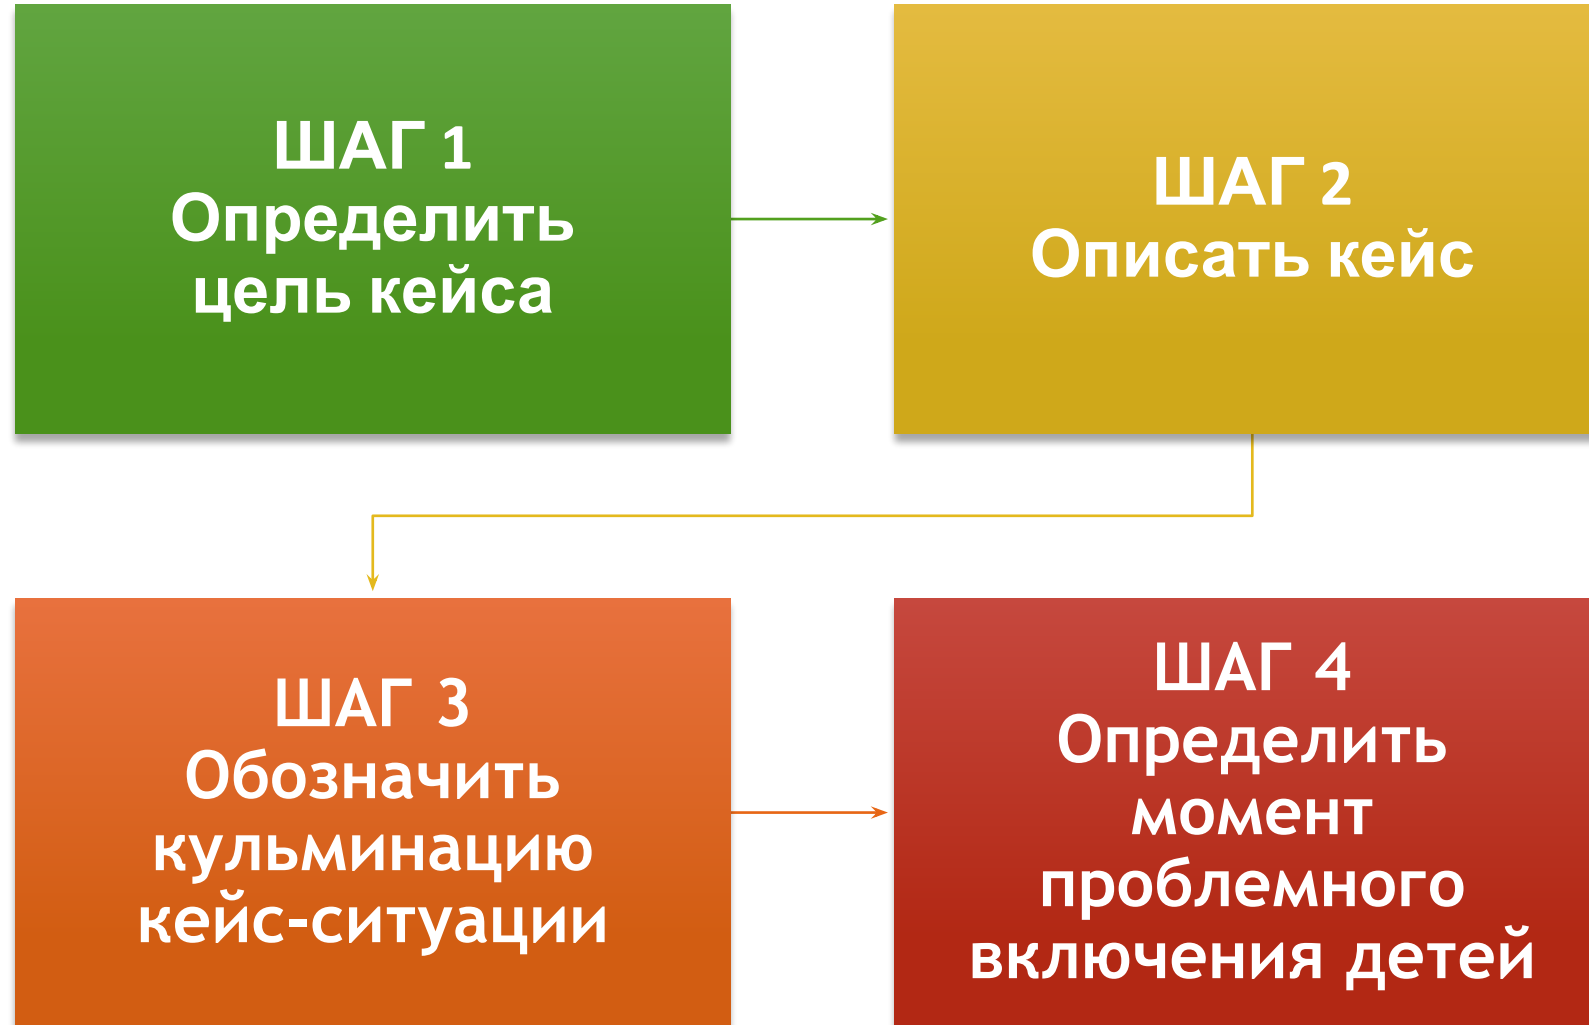 ШАГ 1
Определить
цель кейса
ШАГ 2
Описать кейс
ШАГ 3
Обозначить
кульминацию
кейс-ситуации
ШАГ 4
Определить
момент
проблемного
включения детей